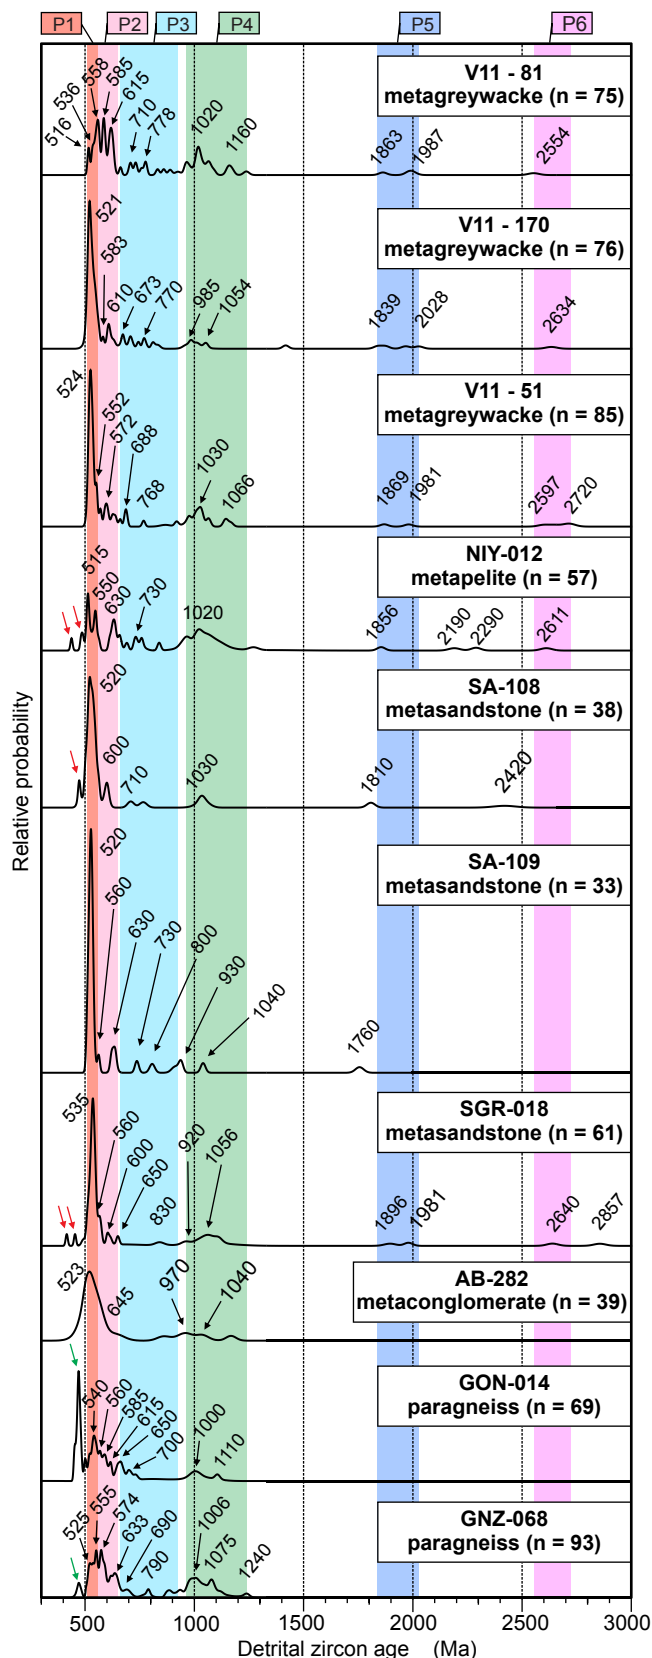 P1 P2 P3 P4 P5 P6
V11 - 81
metagreywacke (n = 75)
516 536 558 585 615 710 778 1020 1160 1863 1987 2554
V11 - 170
metagreywacke (n = 76)
521 583 610 673 770 985 1054 1839 2028 2634
V11 - 51
metagreywacke (n = 85)
524 552 572 688 768 1030 1066 1869 1981 2597 2720
NIY-012
metapelite (n = 57)
515 550 630 730 1020 1856 2190 2290 2611
SA-108
metasandstone (n = 38)
520 600 710 1030 1810 2420
SA-109
metasandstone (n = 33)
520 560 630 730 800 930 1040 1760
SGR-018
metasandstone (n = 61)
535 560 600 650 830 920 1056 1896 1981 2640 2857
AB-282
metaconglomerate (n = 39)
523 645 970 1040
GON-014
paragneiss (n = 69)
540 560 585 615 650 700 1000 1110
GNZ-068
paragneiss (n = 93)
525 555 574 633 690 790 1006 1075 1240
Relative probability
500 1000 1500 2000 2500 3000
Detrital zircon age (Ma)